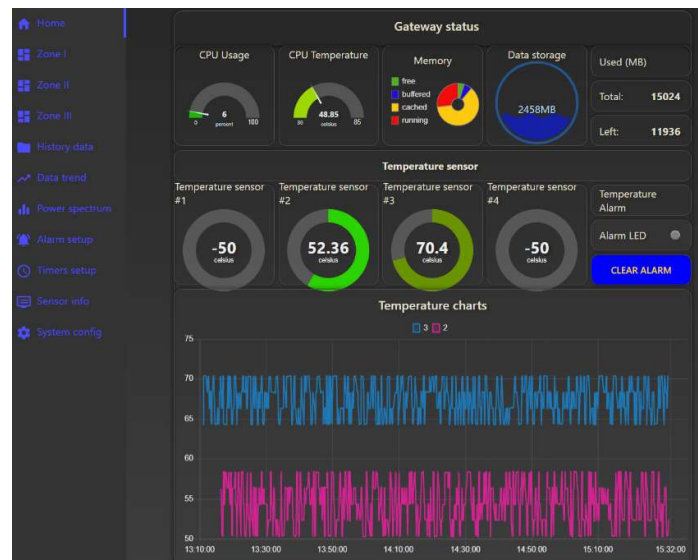 Home
Zone I
Zone II
Zone III
History data
Data trend
Power spectrum
Alarm setup
Timers setup
Sensor info
System config
Gateway status
CPU Usage
6
percent
0
100
CPU Temperature
48.85
celsius
30
85
Memory
free
buffered
cached
running
Data storage
2458MB
Used (MB)
Total: 15024
Left: 11936
Temperature sensor
Temperature sensor
#1
-50
celsius
Temperature sensor
#2
52.36
celsius
Temperature sensor
#3
70.4
celsius
Temperature sensor
#4
-50
celsius
Temperature
Alarm
Alarm LED
CLEAR ALARM
Temperature charts
3 2
75
70
65
60
55
50
13:10:00 13:30:00 13:50:00 14:10:00 14:30:00 14:50:00 15:10:00 15:32:00